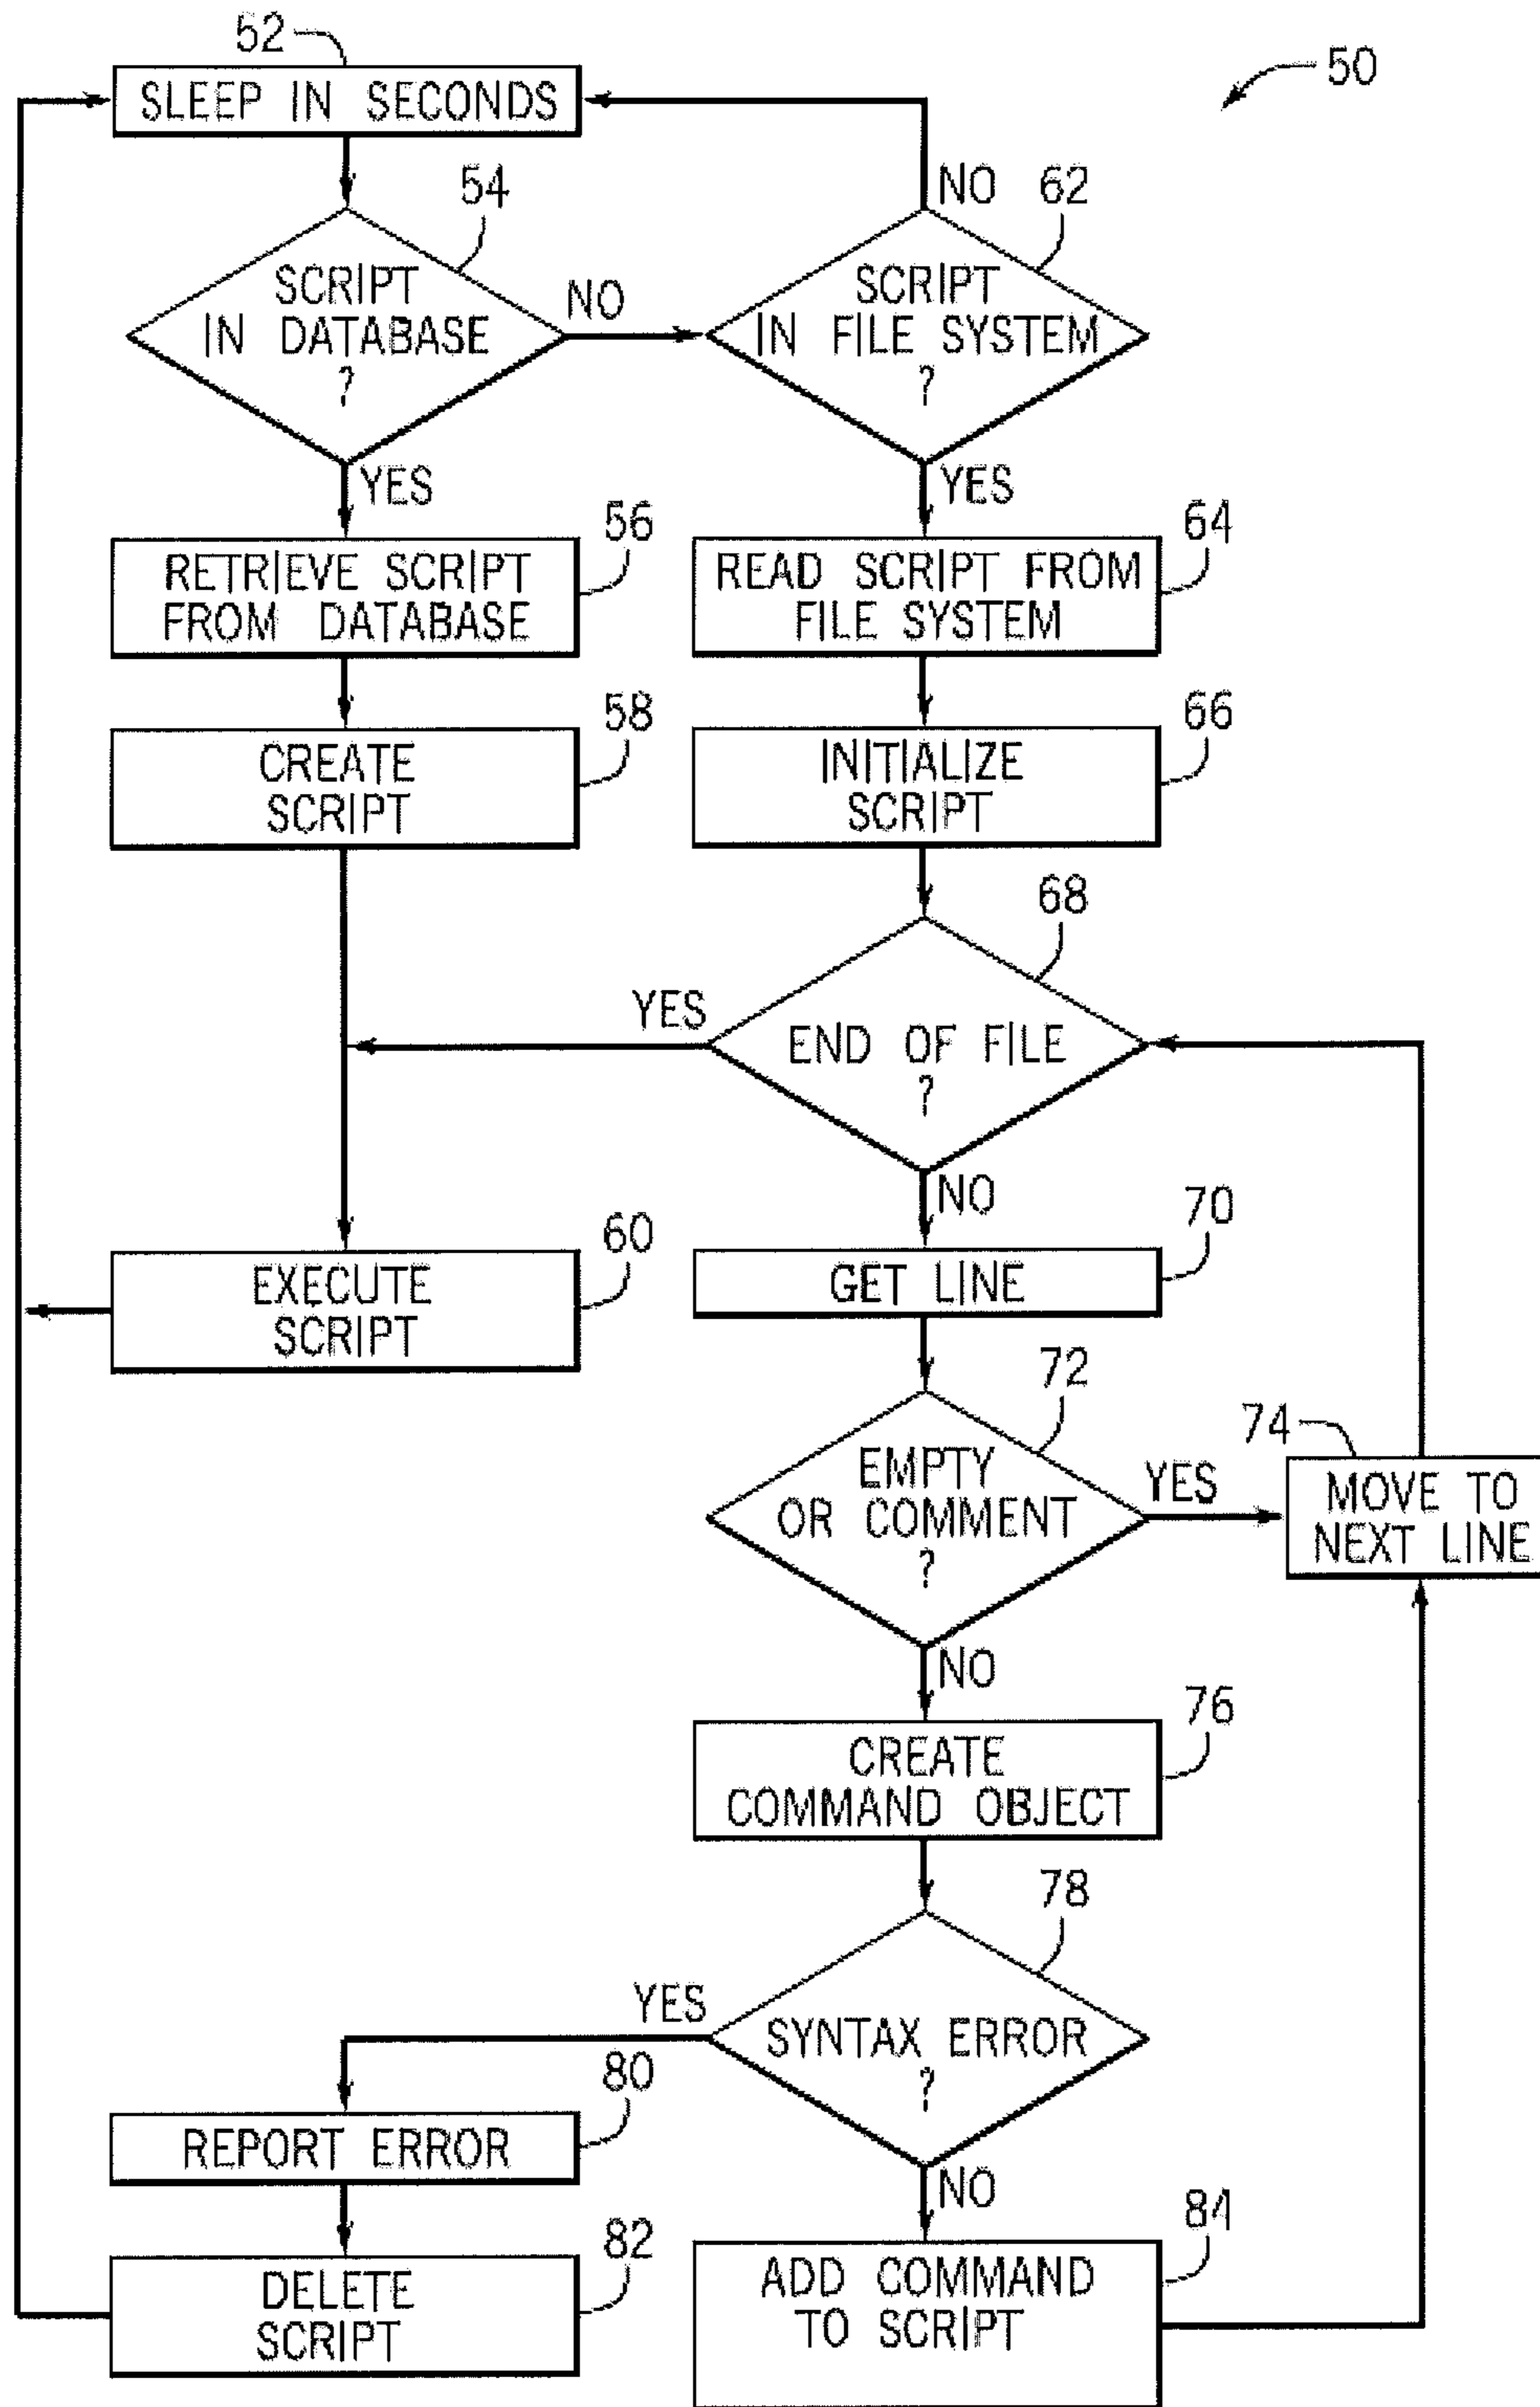 52
50
SLEEP IN SECONDS
54
NO
62
SCRIPT
IN DATABASE
?
NO
SCRIPT
IN FILE SYSTEM
?
YES
YES
56
64
RETRIEVE SCRIPT
FROM DATABASE
READ SCRIPT FROM
FILE SYSTEM
58
66
CREATE
SCRIPT
INITIALIZE
SCRIPT
68
YES
END OF FILE
?
NO
60
70
EXECUTE
SCRIPT
GET LINE
72
74
EMPTY
OR COMMENT
?
YES
MOVE TO
NEXT LINE
NO
76
CREATE
COMMAND OBJECT
78
YES
SYNTAX ERROR
?
80
REPORT ERROR
NO
82
84
DELETE
SCRIPT
ADD COMMAND
TO SCRIPT